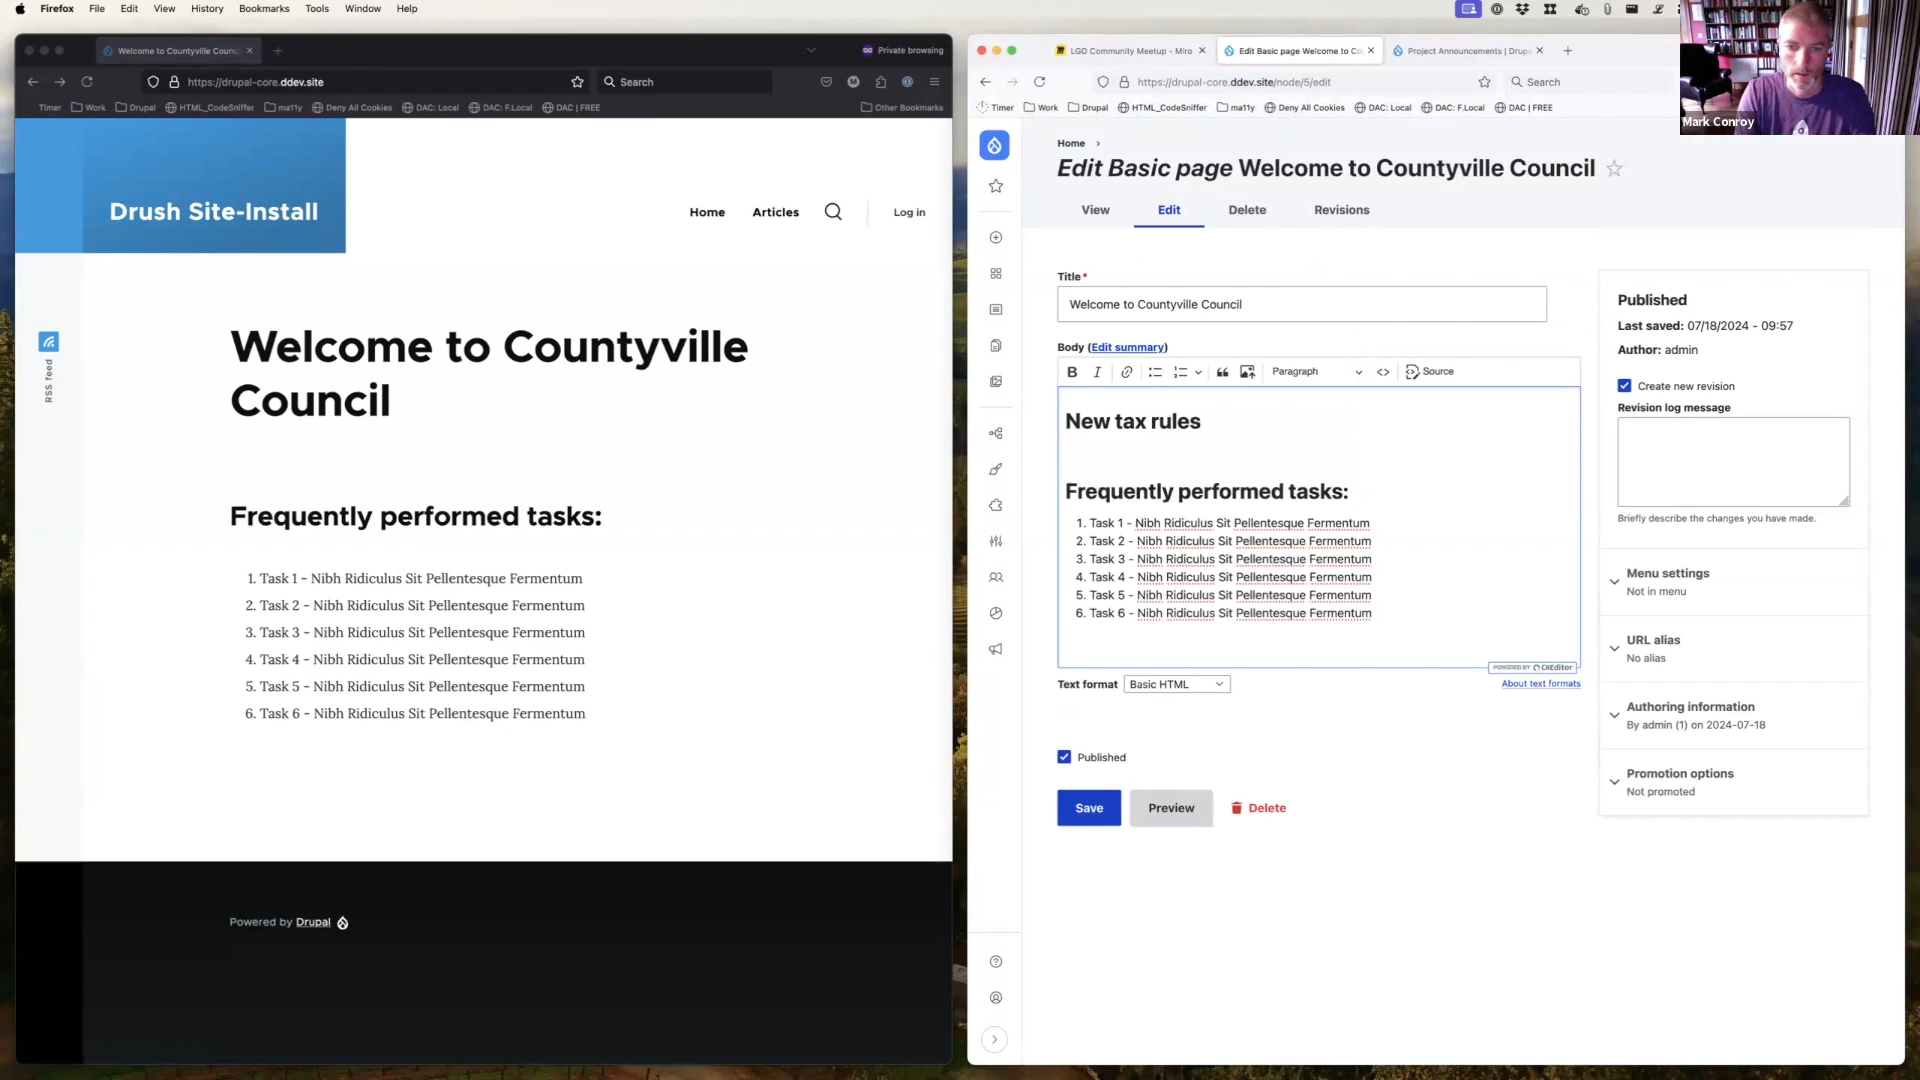 Firefox File Edit View History Bookmarks Tools Window Help
Welcome to Countyville Counc
Private browsing
https://drupal-core.ddev.site
Search
Timer Work Drupal HTML_CodeSniffer ma11y Deny All Cookies DAC: Local DAC: F.Local DAC | FREE Other Bookmarks
Drush Site-Install
Home Articles Log in
RSS feed
Welcome to Countyville
Council
Frequently performed tasks:
1. Task 1 - Nibh Ridiculus Sit Pellentesque Fermentum
2. Task 2 - Nibh Ridiculus Sit Pellentesque Fermentum
3. Task 3 - Nibh Ridiculus Sit Pellentesque Fermentum
4. Task 4 - Nibh Ridiculus Sit Pellentesque Fermentum
5. Task 5 - Nibh Ridiculus Sit Pellentesque Fermentum
6. Task 6 - Nibh Ridiculus Sit Pellentesque Fermentum
Powered by Drupal
LGD Community Meetup - Miro
Edit Basic page Welcome to Co
Project Announcements | Drup
https://drupal-core.ddev.site/node/5/edit
Search
Timer Work Drupal HTML_CodeSniffer ma11y Deny All Cookies DAC: Local DAC: F.Local DAC | FREE
Mark Conroy
Home
Edit Basic page Welcome to Countyville Council
View Edit Delete Revisions
Title*
Welcome to Countyville Council
Body (Edit summary)
B I Paragraph Source
New tax rules
Frequently performed tasks:
1. Task 1 - Nibh Ridiculus Sit Pellentesque Fermentum
2. Task 2 - Nibh Ridiculus Sit Pellentesque Fermentum
3. Task 3 - Nibh Ridiculus Sit Pellentesque Fermentum
4. Task 4 - Nibh Ridiculus Sit Pellentesque Fermentum
5. Task 5 - Nibh Ridiculus Sit Pellentesque Fermentum
6. Task 6 - Nibh Ridiculus Sit Pellentesque Fermentum
POWERED BY CKEditor
Text format Basic HTML
About text formats
Published
Save Preview Delete
Published
Last saved: 07/18/2024 - 09:57
Author: admin
Create new revision
Revision log message
Briefly describe the changes you have made.
Menu settings
Not in menu
URL alias
No alias
Authoring information
By admin (1) on 2024-07-18
Promotion options
Not promoted